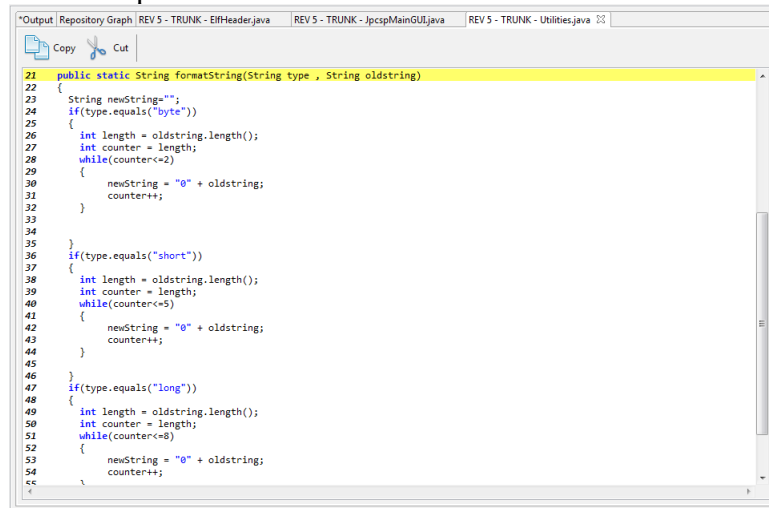 *Output Repository Graph REV 5 - TRUNK - ElfHeader.java REV 5 - TRUNK - JpcspMainGUI.java REV 5 - TRUNK - Utilities.java
Copy Cut
21 public static String formatString(String type , String oldstring)
22 {
23 String newString="";
24 if(type.equals("byte"))
25 {
26 int length = oldstring.length();
27 int counter = length;
28 while(counter<=2)
29 {
30 newString = "0" + oldstring;
31 counter++;
32 }
33
34
35 }
36 if(type.equals("short"))
37 {
38 int length = oldstring.length();
39 int counter = length;
40 while(counter<=5)
41 {
42 newString = "0" + oldstring;
43 counter++;
44 }
45
46 }
47 if(type.equals("long"))
48 {
49 int length = oldstring.length();
50 int counter = length;
51 while(counter<=8)
52 {
53 newString = "0" + oldstring;
54 counter++;
55 }